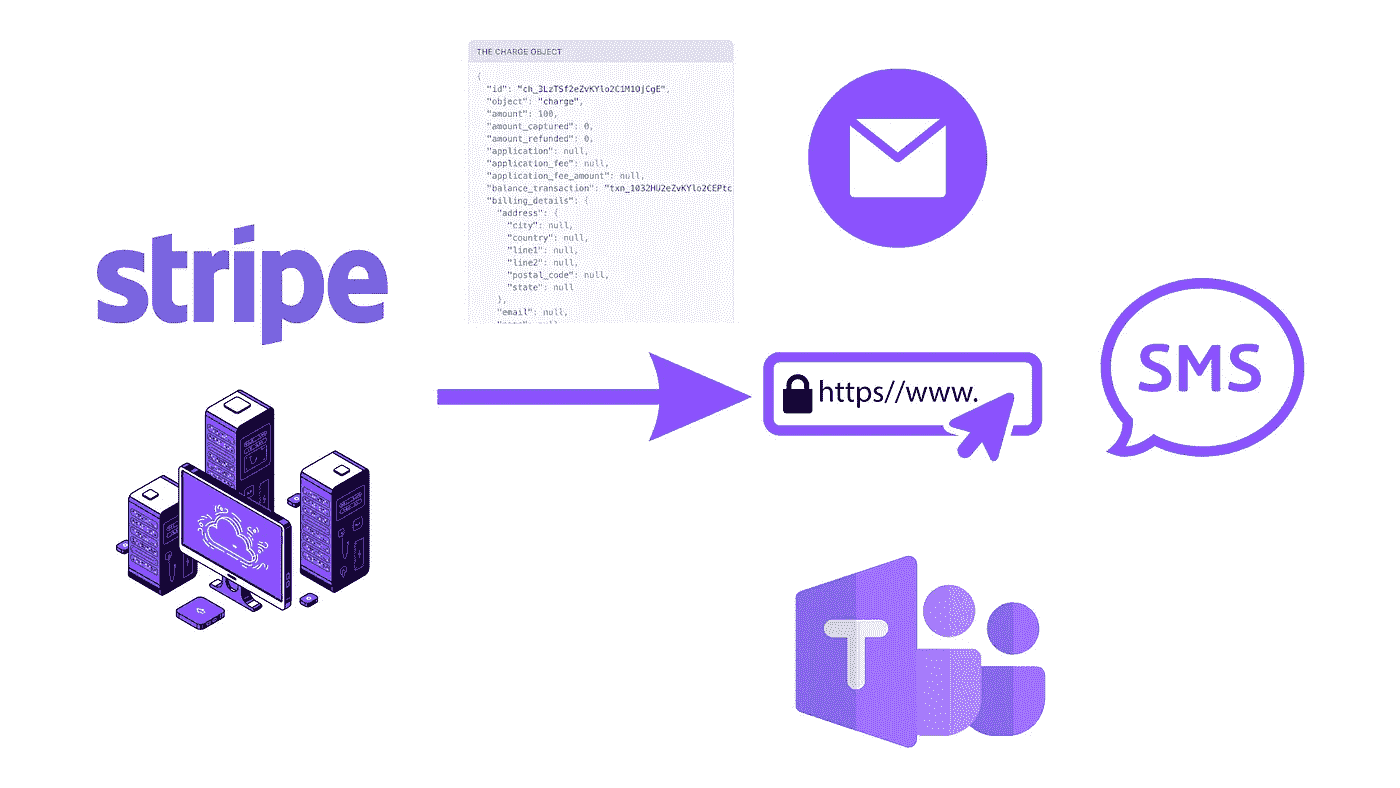 stripe
THE CHARGE OBJECT
{
"id": "ch_3LzTSf2eZvKYlo2C1M1OjCgE",
"object": "charge",
"amount": 100,
"amount_captured": 0,
"amount_refunded": 0,
"application": null,
"application_fee": null,
"application_fee_amount": null,
"balance_transaction": "txn_1032HU2eZvKYlo2CEPtc
"billing_details": {
"address": {
"city": null,
"country": null,
"line1": null,
"line2": null,
"postal_code": null,
"state": null
},
"email": null,
https//www.
SMS
T